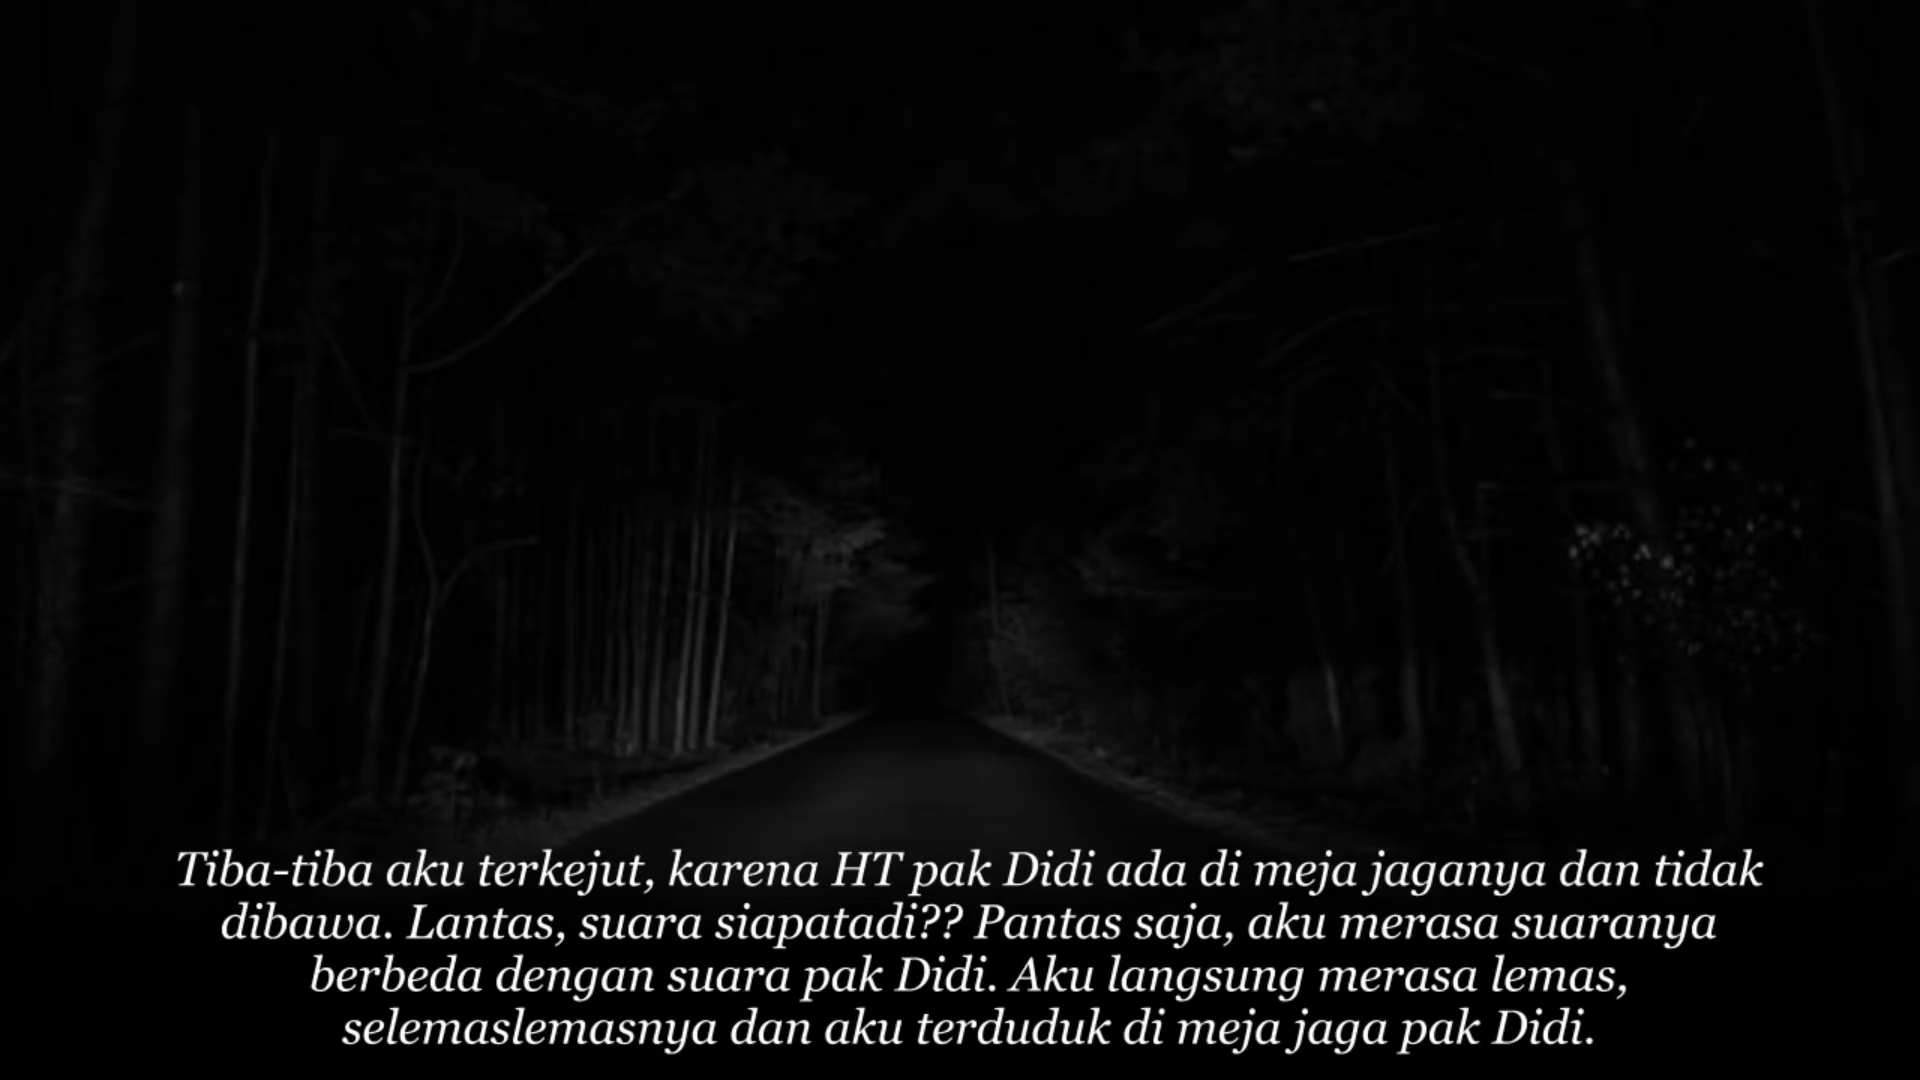 Tiba-tiba aku terkejut, karena HT pak Didi ada di meja jaganya dan tidak
dibawa. Lantas, suara siapatadi?? Pantas saja, aku merasa suaranya
berbeda dengan suara pak Didi. Aku langsung merasa lemas,
selemaslemasnya dan aku terduduk di meja jaga pak Didi.